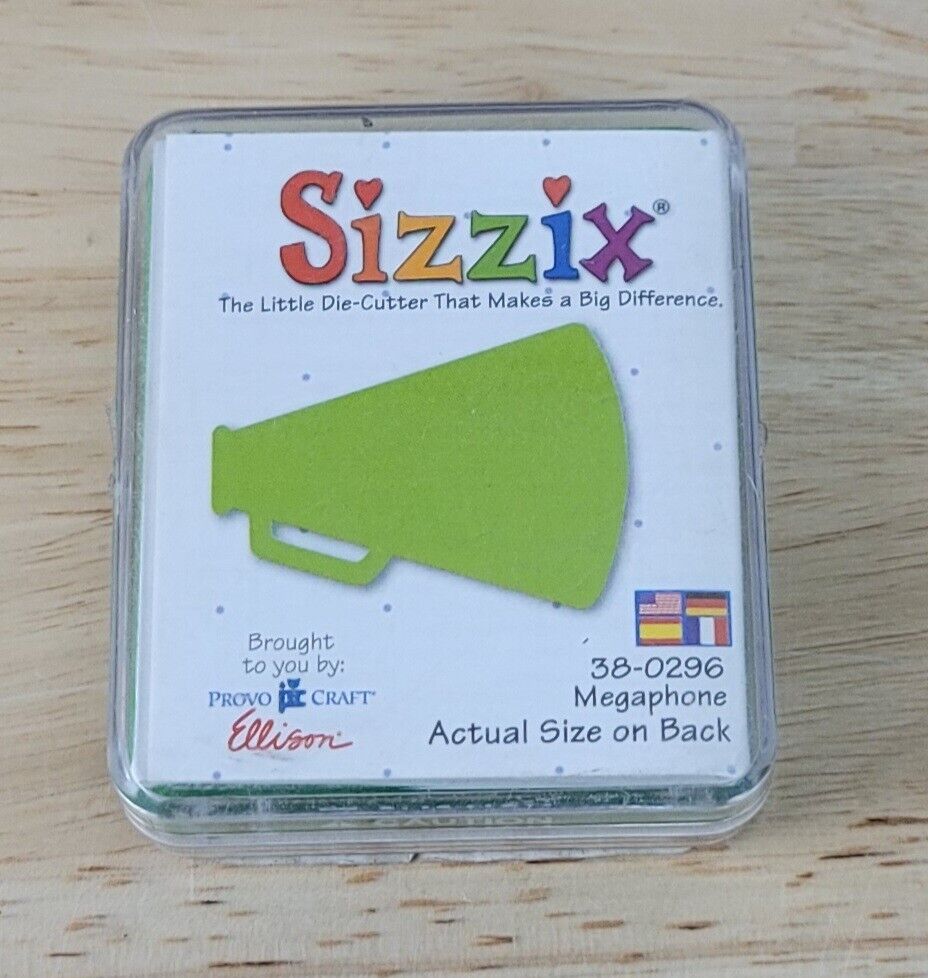 Sizzix®
The Little Die-Cutter That Makes a Big Difference.
Brought
to you by:
PROVO CRAFT
Ellison
38-0296
Megaphone
Actual Size on Back
CAUTION